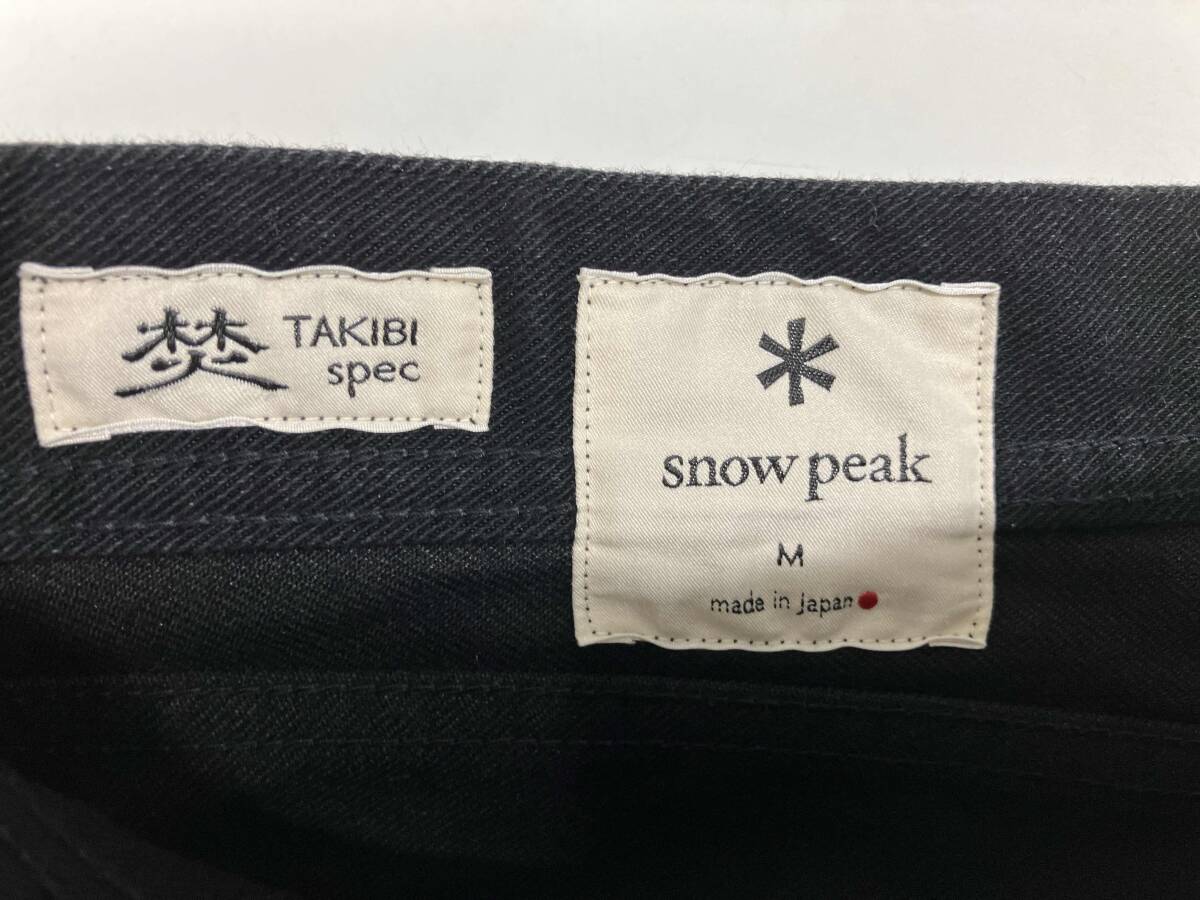 焚 TAKIBI
spec
snow peak
M
made in Japan